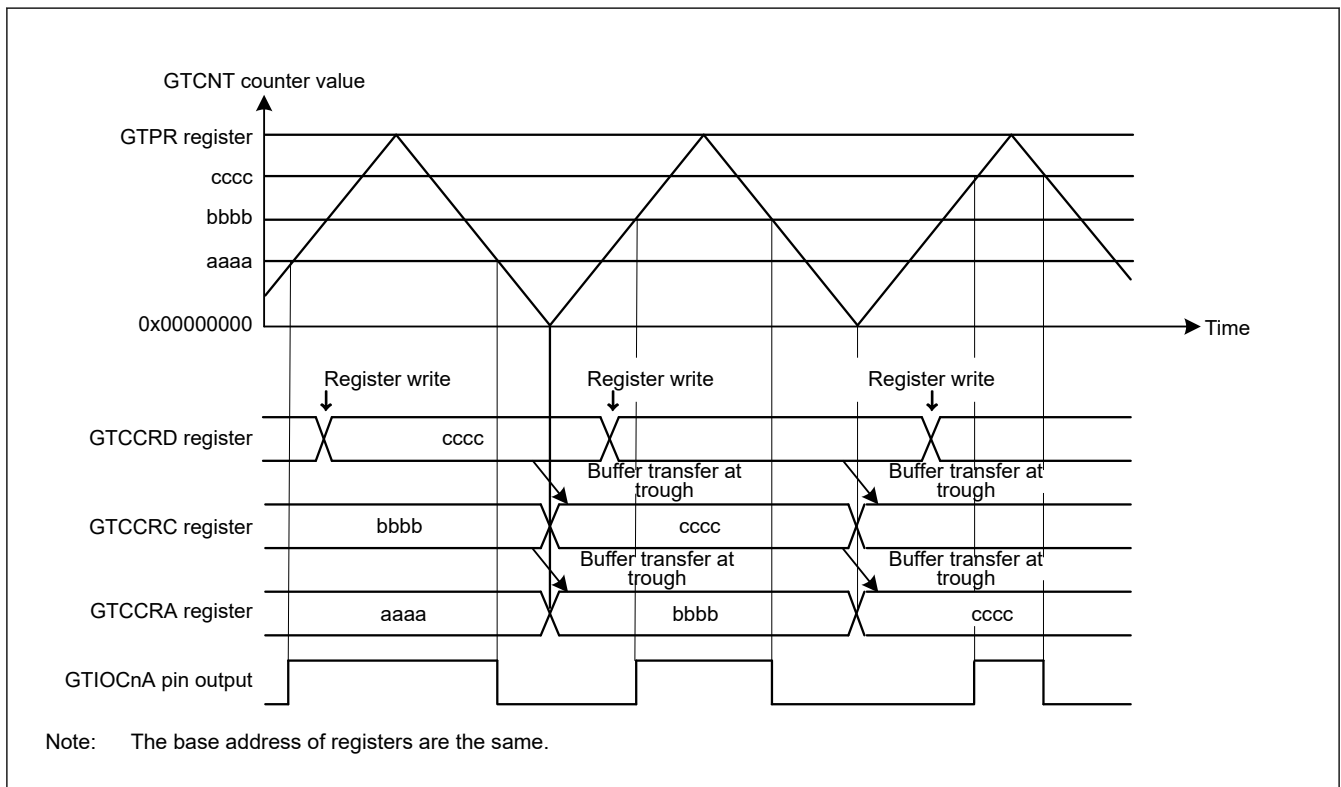 GTCNT counter value
GTPR register
cccc
bbbb
aaaa
0x00000000
Time
Register write
Register write
Register write
GTCCRD register
cccc
Buffer transfer at
trough
Buffer transfer at
trough
GTCCRC register
bbbb
cccc
Buffer transfer at
trough
Buffer transfer at
trough
GTCCRA register
aaaa
bbbb
cccc
GTIOCnA pin output
Note: The base address of registers are the same.